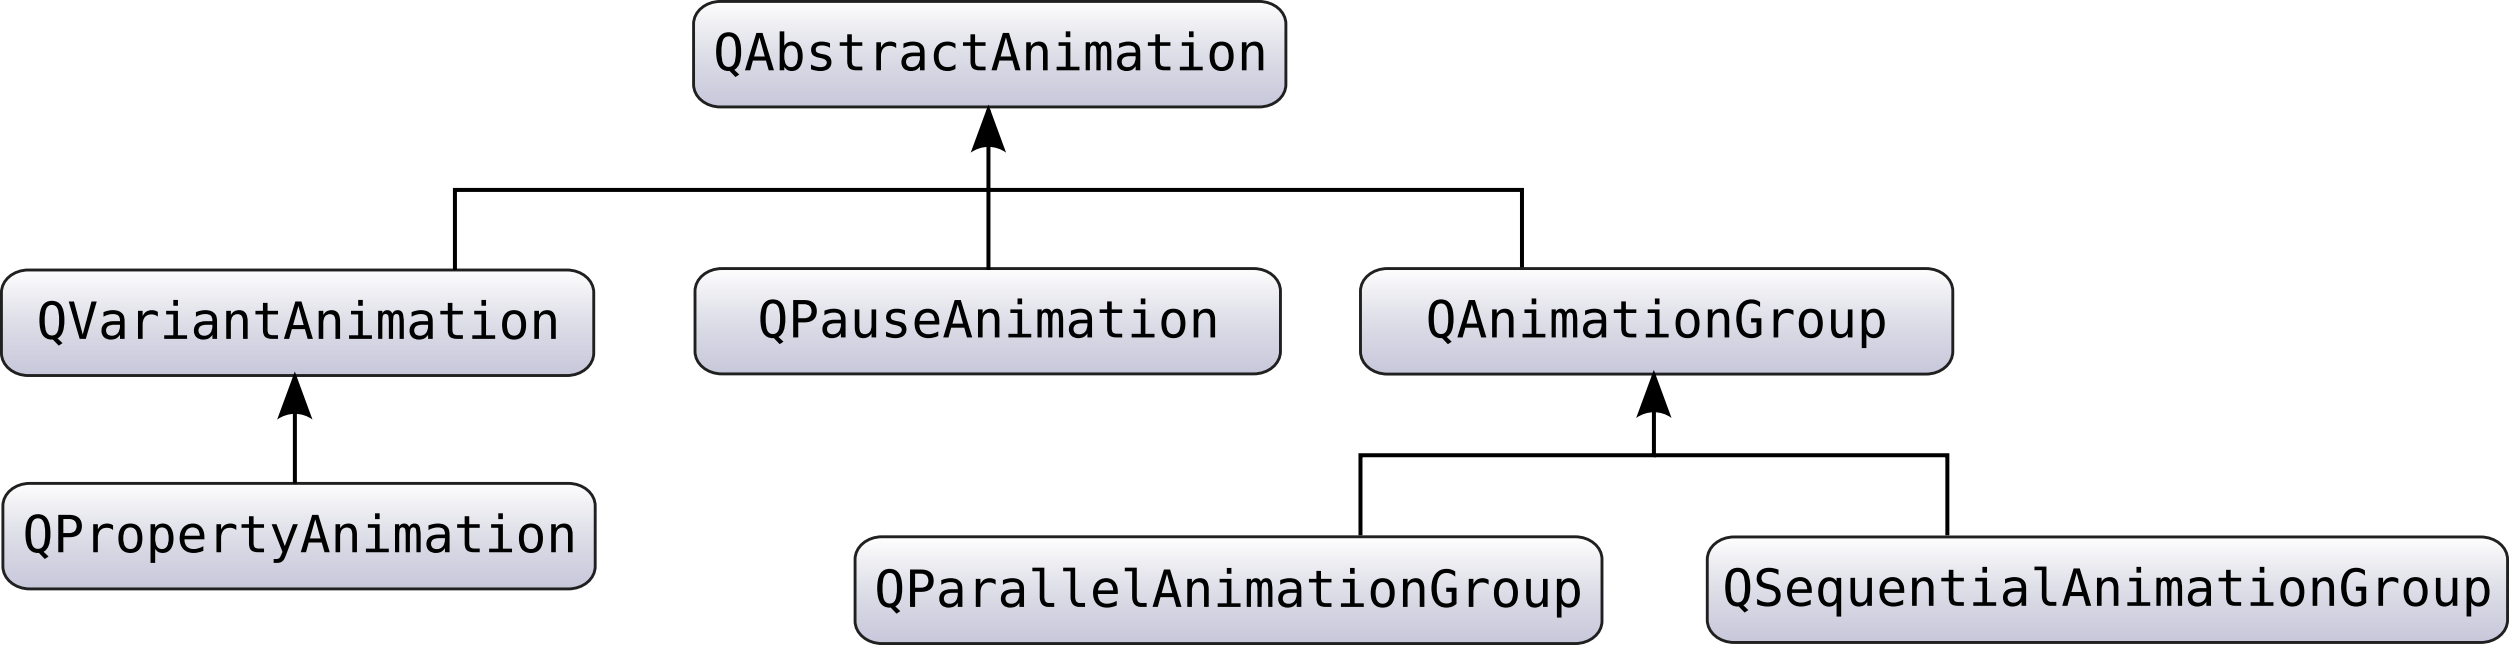 QAbstractAnimation
QVariantAnimation
QPauseAnimation
QAnimationGroup
QPropertyAnimation
QParallelAnimationGroup
QSequentialAnimationGroup